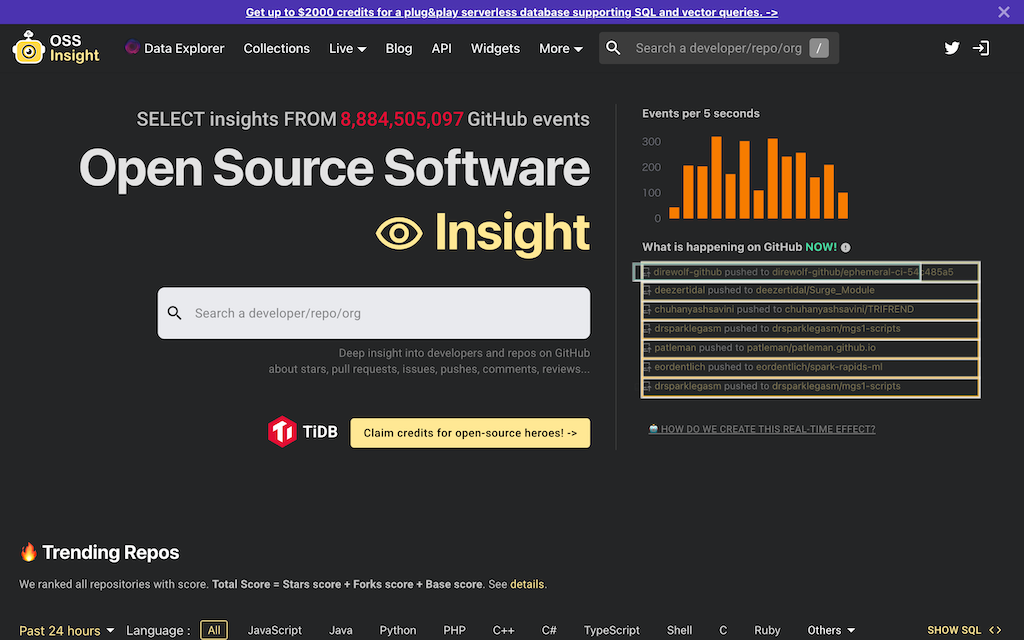 Get up to $2000 credits for a plug&play serverless database supporting SQL and vector queries. ->
OSS Insight
Data Explorer
Collections
Live
Blog
API
Widgets
More
Search a developer/repo/org /
SELECT insights FROM 8,884,505,097 GitHub events
Open Source Software
Insight
Search a developer/repo/org
Deep insight into developers and repos on GitHub
about stars, pull requests, issues, pushes, comments, reviews...
TiDB
Claim credits for open-source heroes! ->
Events per 5 seconds
300
200
100
0
What is happening on GitHub NOW!
direwolf-github pushed to direwolf-github/ephemeral-ci-54c485a5
deezertidal pushed to deezertidal/Surge_Module
chuhanyashsavini pushed to chuhanyashsavini/TRIFREND
drsparklegasm pushed to drsparklegasm/mgs1-scripts
patleman pushed to patleman/patleman.github.io
eordentlich pushed to eordentlich/spark-rapids-ml
drsparklegasm pushed to drsparklegasm/mgs1-scripts
HOW DO WE CREATE THIS REAL-TIME EFFECT?
Trending Repos
We ranked all repositories with score. Total Score = Stars score + Forks score + Base score. See details.
Past 24 hours
Language :
All
JavaScript
Java
Python
PHP
C++
C#
TypeScript
Shell
C
Ruby
Others
SHOW SQL <>